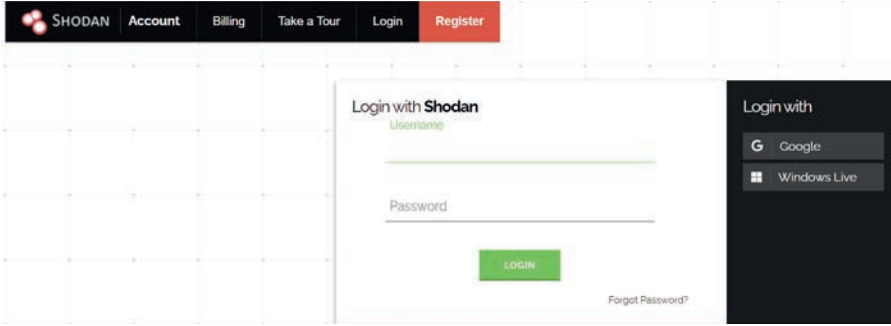 SHODAN Account Billing Take a Tour Login Register
Login with Shodan
Username
Password
LOGIN
Forgot Password?
Login with
G Google
Windows Live